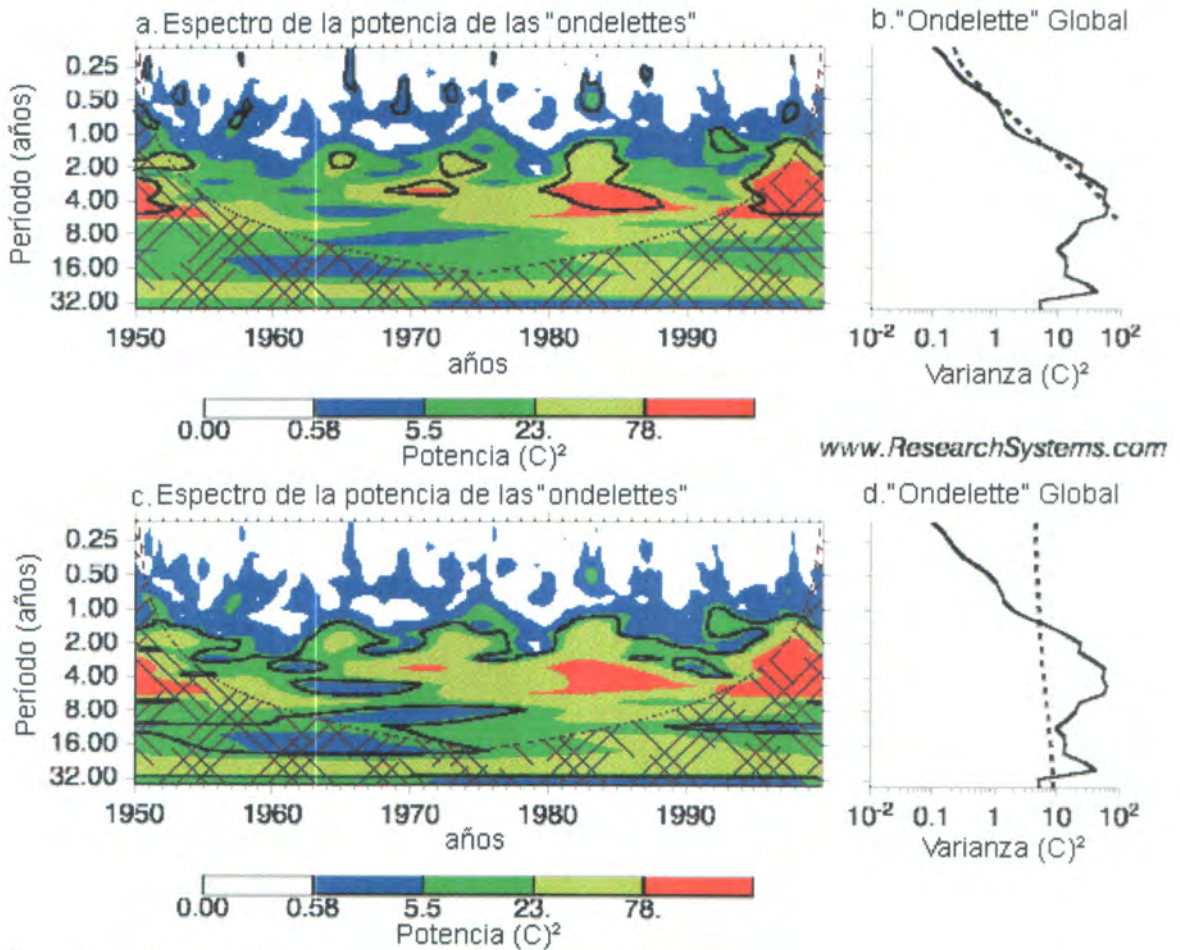 a. Espectro de la potencia de las "ondelettes"
b. "Ondelette" Global
Período (años)
0.25
0.50
1.00
2.00
4.00
8.00
16.00
32.00
1950 1960 1970 1980 1990
años
10⁻² 0.1 1 10 10²
Varianza (C)²
0.00 0.58 5.5 23. 78.
Potencia (C)²
www.ResearchSystems.com
c. Espectro de la potencia de las "ondelettes"
d. "Ondelette" Global
Período (años)
0.25
0.50
1.00
2.00
4.00
8.00
16.00
32.00
1950 1960 1970 1980 1990
años
10⁻² 0.1 1 10 10²
Varianza (C)²
0.00 0.58 5.5 23. 78.
Potencia (C)²